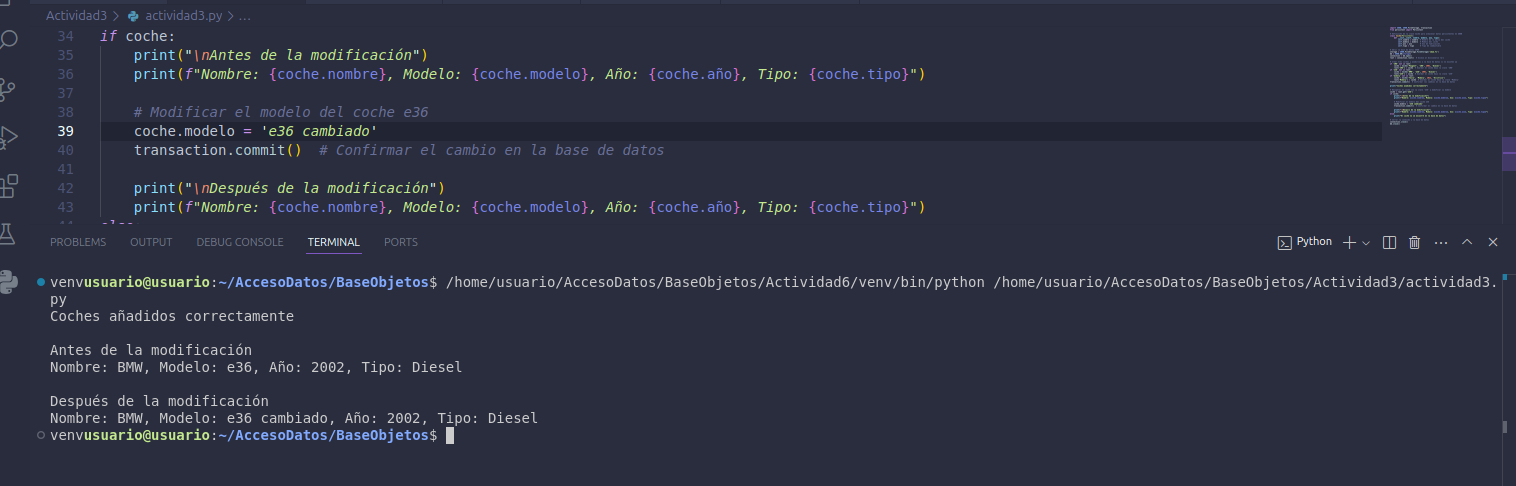 Actividad3 > actividad3.py > ...
34 if coche:
35 print("\nAntes de la modificación")
36 print(f"Nombre: {coche.nombre}, Modelo: {coche.modelo}, Año: {coche.año}, Tipo: {coche.tipo}")
37
38 # Modificar el modelo del coche e36
39 coche.modelo = 'e36 cambiado'
40 transaction.commit()  # Confirmar el cambio en la base de datos
41
42 print("\nDespués de la modificación")
43 print(f"Nombre: {coche.nombre}, Modelo: {coche.modelo}, Año: {coche.año}, Tipo: {coche.tipo}")
PROBLEMS OUTPUT DEBUG CONSOLE TERMINAL PORTS Python
venvusuario@usuario:~/AccesoDatos/BaseObjetos$ /home/usuario/AccesoDatos/BaseObjetos/Actividad6/venv/bin/python /home/usuario/AccesoDatos/BaseObjetos/Actividad3/actividad3.
py
Coches añadidos correctamente
Antes de la modificación
Nombre: BMW, Modelo: e36, Año: 2002, Tipo: Diesel
Después de la modificación
Nombre: BMW, Modelo: e36 cambiado, Año: 2002, Tipo: Diesel
venvusuario@usuario:~/AccesoDatos/BaseObjetos$